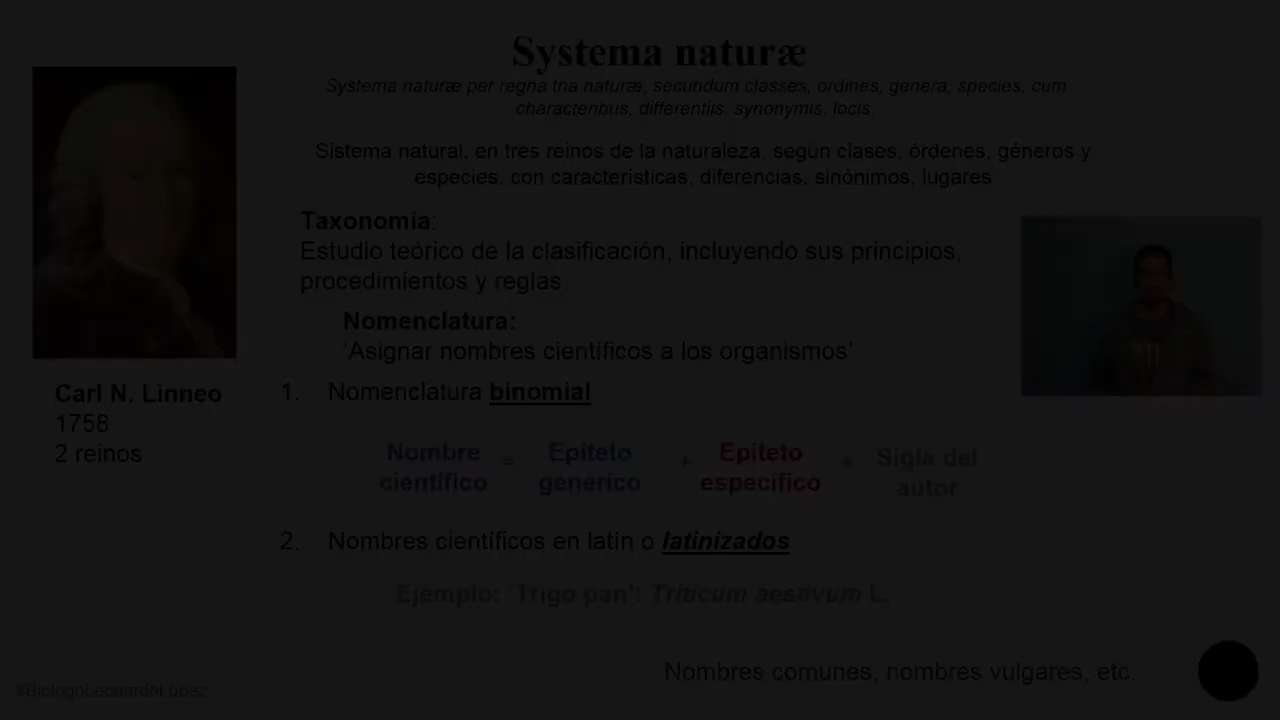 Systema naturæ
Systema naturæ per regna tria naturæ, secundum classes, ordines, genera, species, cum
characteribus, differentiis, synonymis, locis.
Sistema natural, en tres reinos de la naturaleza, según clases, órdenes, géneros y
especies, con características, diferencias, sinónimos, lugares
Taxonomía:
Estudio teórico de la clasificación, incluyendo sus principios,
procedimientos y reglas.
Nomenclatura:
'Asignar nombres científicos a los organismos'
Carl N. Linneo
1758
2 reinos
1. Nomenclatura binomial
Nombre científico = Epíteto genérico + Epíteto específico + Sigla del autor
2. Nombres científicos en latin o latinizados
Ejemplo: 'Trigo pan': Triticum aestivum L.
Nombres comunes, nombres vulgares, etc.